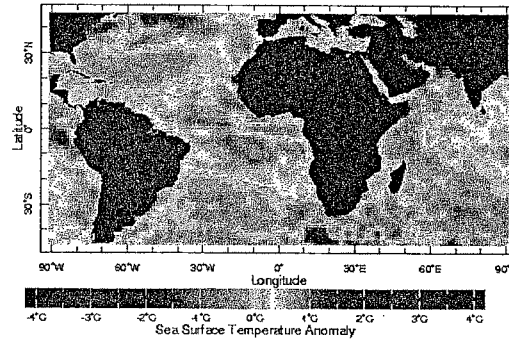 30°N
0°
30°S
Latitude
90°W 60°W 30°W 0° 30°E 60°E 90°E
Longitude
-4°C -3°C -2°C -1°C 0°C 1°C 2°C 3°C 4°C
Sea Surface Temperature Anomaly